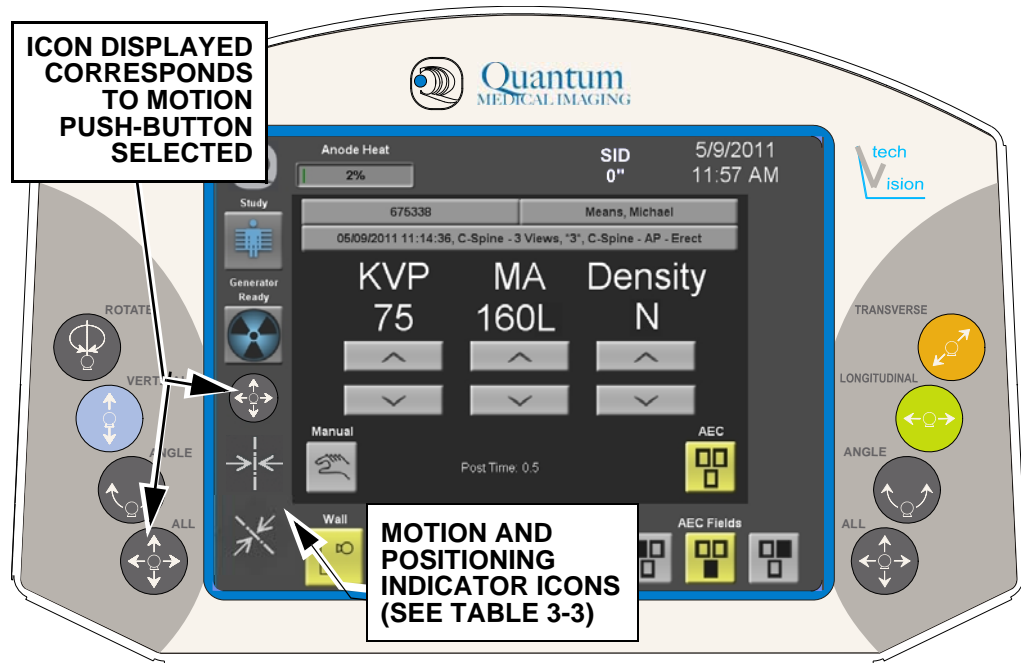 ICON DISPLAYED
CORRESPONDS
TO MOTION
PUSH-BUTTON
SELECTED
Quantum
MEDICAL IMAGING
tech
Vision
Anode Heat
2%
SID
0"
5/9/2011
11:57 AM
Study
675338
Means, Michael
05/09/2011 11:14:36, C-Spine - 3 Views, "3", C-Spine - AP - Erect
Generator
Ready
KVP
MA
Density
75
160L
N
Manual
AEC
Post Time: 0.5
Wall
AEC Fields
MOTION AND
POSITIONING
INDICATOR ICONS
(SEE TABLE 3-3)
ROTATE
ANGLE
ALL
TRANSVERSE
LONGITUDINAL
ANGLE
ALL